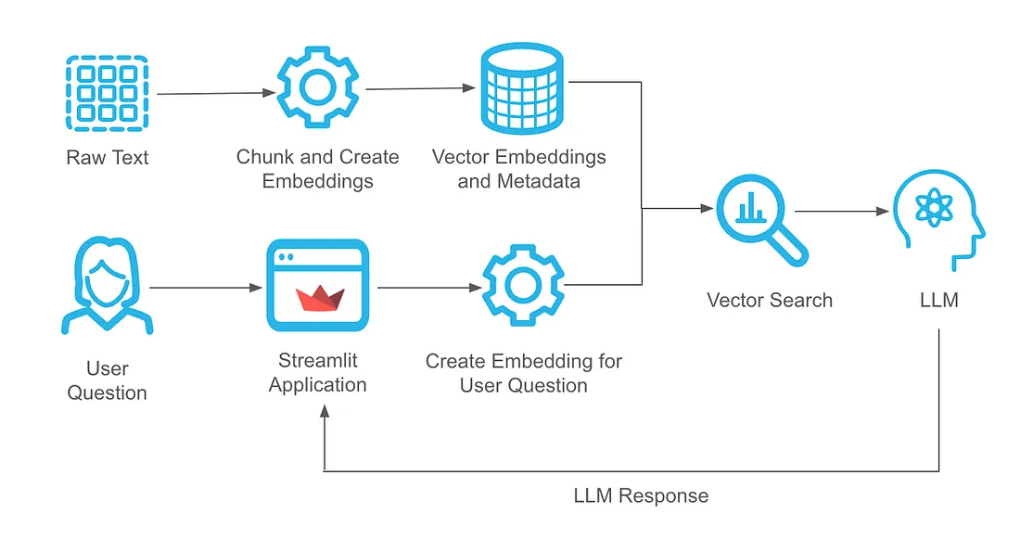 Raw Text
Chunk and Create
Embeddings
Vector Embeddings
and Metadata
Vector Search
LLM
User
Question
Streamlit
Application
Create Embedding for
User Question
LLM Response